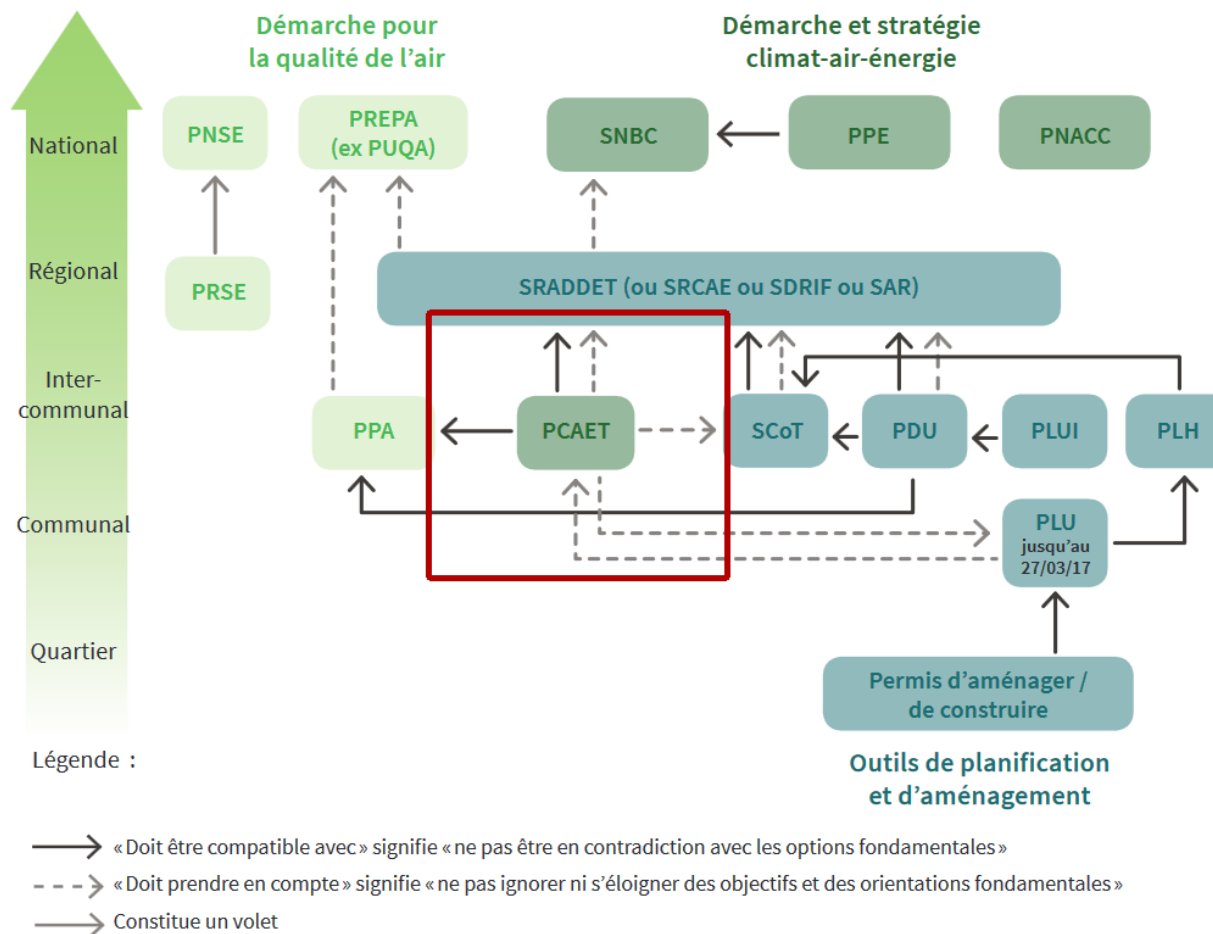 Démarche pour
la qualité de l'air
Démarche et stratégie
climat-air-énergie
National
PNSE
PREPA
(ex PUQA)
SNBC
PPE
PNACC
Régional
PRSE
SRADDET (ou SRCAE ou SDRIF ou SAR)
Inter-
communal
PPA
PCAET
SCoT
PDU
PLUI
PLH
Communal
PLU
jusqu'au
27/03/17
Quartier
Permis d'aménager /
de construire
Légende :
Outils de planification
et d'aménagement
« Doit être compatible avec » signifie « ne pas être en contradiction avec les options fondamentales »
« Doit prendre en compte » signifie « ne pas ignorer ni s'éloigner des objectifs et des orientations fondamentales »
Constitue un volet